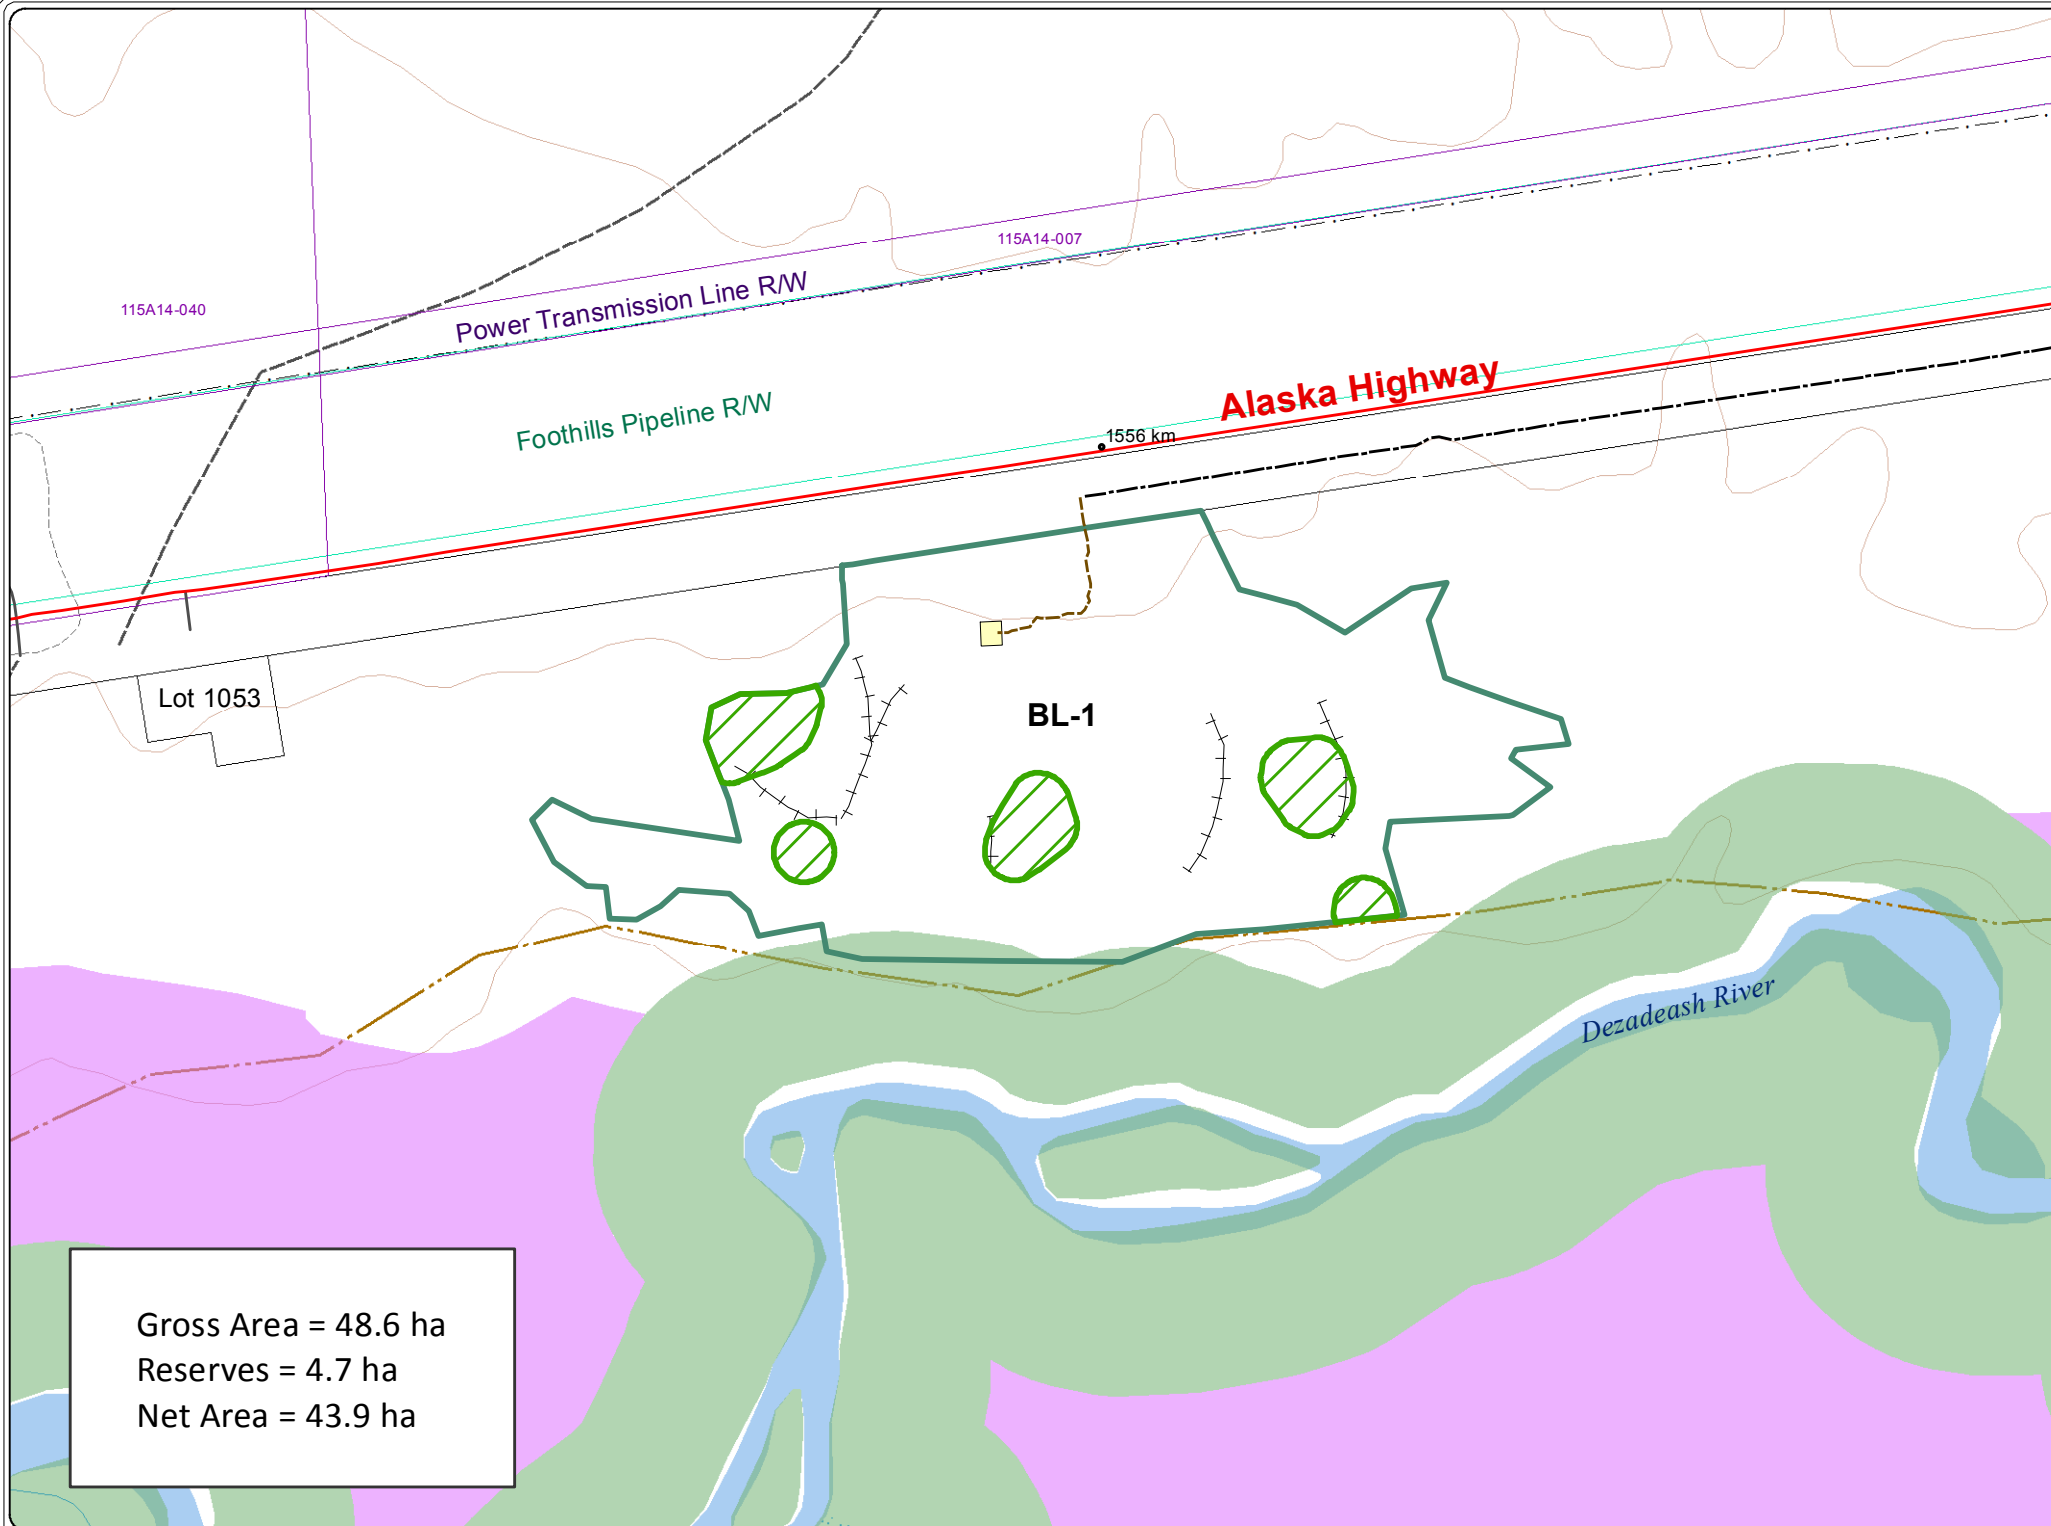 115A14-007
115A14-040
Power Transmission Line R/W
Alaska Highway
Foothills Pipeline R/W
1556 km
Lot 1053
BL-1
Dezadeash River
Gross Area = 48.6 ha
Reserves = 4.7 ha
Net Area = 43.9 ha